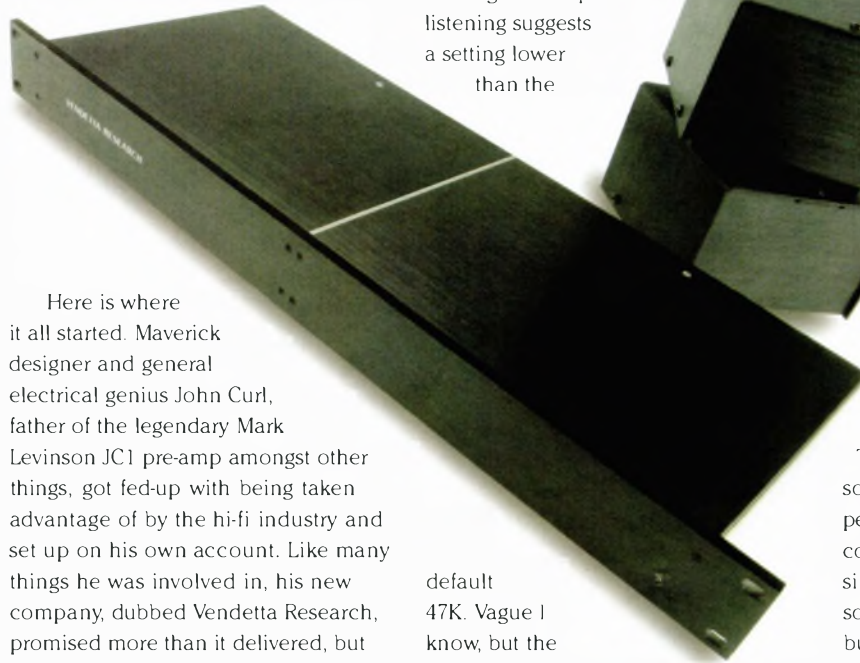 VENDETTA RESEARCH
Here is where
it all started. Maverick
designer and general
electrical genius John Curl,
father of the legendary Mark
Levinson JC1 pre-amp amongst other
things, got fed-up with being taken
advantage of by the hi-fi industry and
set up on his own account. Like many
things he was involved in, his new
company, dubbed Vendetta Research,
promised more than it delivered, but
listening suggests
a setting lower
than the
default
47K. Vague I
know, but the